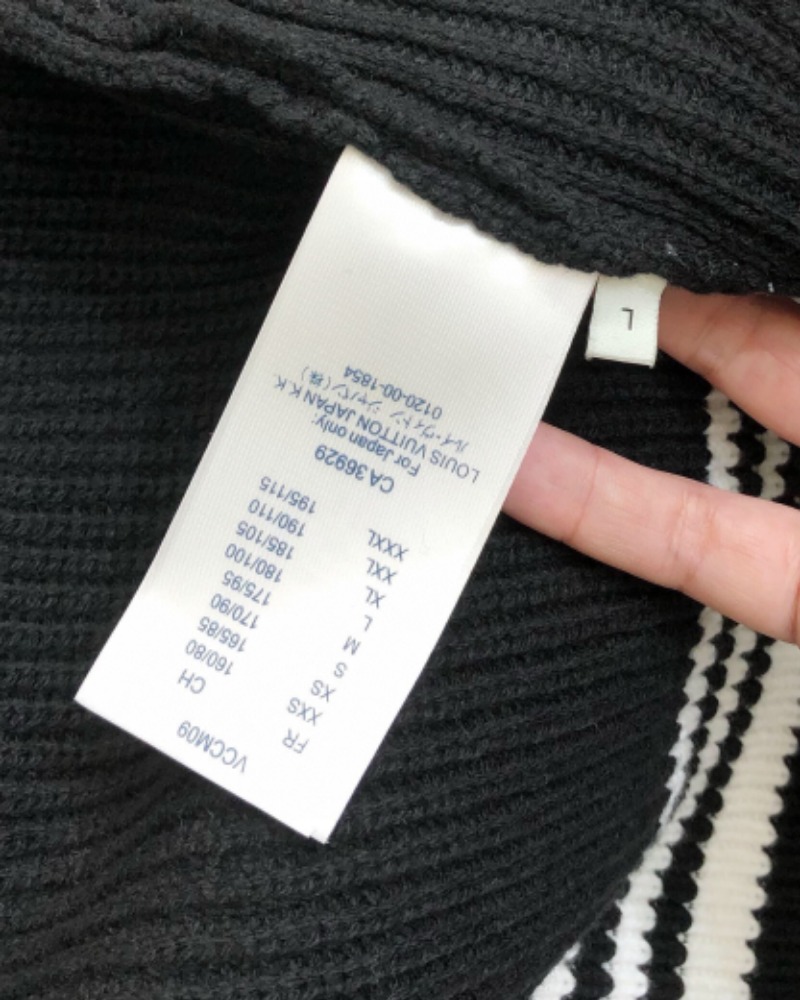 VCCM09
FR CH
XXS 160/80
XS 165/85
S 170/90
M 175/95
L 180/100
XL 185/105
XXL 190/110
XXXL 195/115
CA 36929
For Japan only:
LOUIS VUITTON JAPAN K.K.
ルイ・ヴィトン ジャパン(株)
0120-00-1854
L